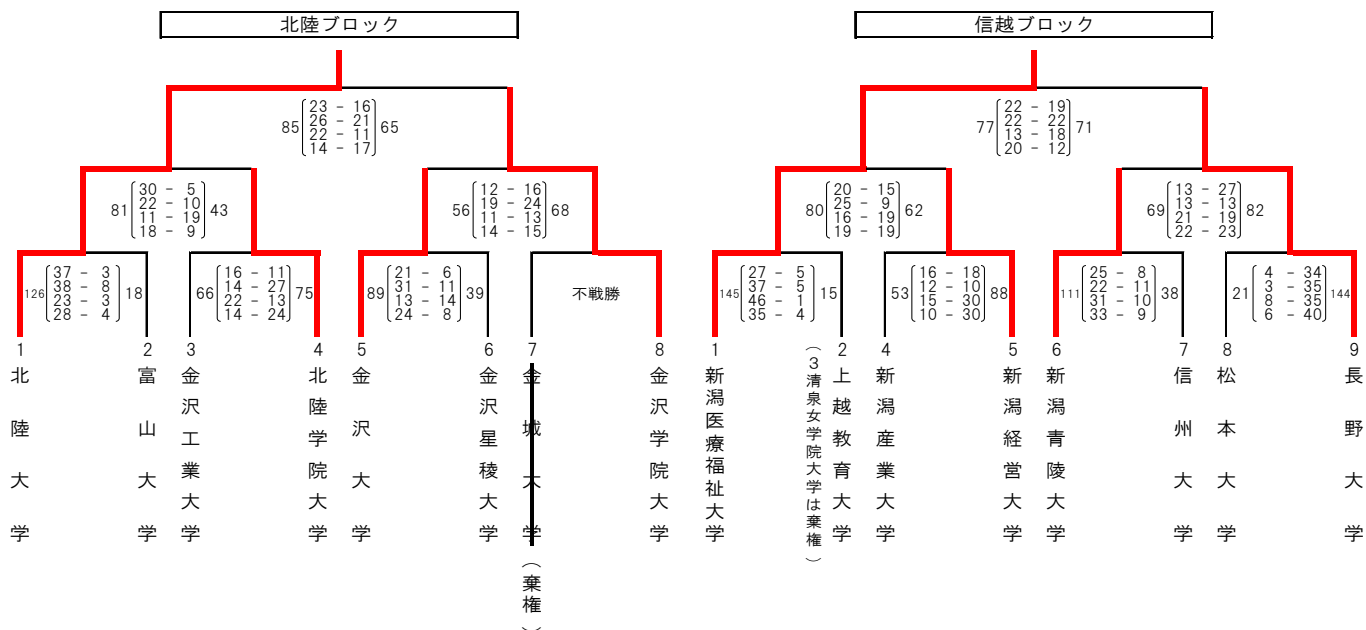 北陸ブロック
信越ブロック
85 23 - 16 65
26 - 21
22 - 11
14 - 17
77 22 - 19 71
22 - 22
13 - 18
20 - 12
81 30 - 5 43
22 - 10
11 - 19
18 - 9
56 12 - 16 68
19 - 24
11 - 13
14 - 15
80 20 - 15 62
25 - 9
16 - 19
19 - 19
69 13 - 27 82
13 - 13
21 - 19
22 - 23
126 37 - 3 18
38 - 8
23 - 3
28 - 4
66 16 - 11 75
14 - 27
22 - 13
14 - 24
89 21 - 6 39
31 - 11
13 - 14
24 - 8
不戦勝
145 27 - 5 15
37 - 5
46 - 1
35 - 4
53 16 - 18 88
12 - 10
15 - 30
10 - 30
111 25 - 8 38
22 - 11
31 - 10
33 - 9
21 4 - 34 144
3 - 35
8 - 35
6 - 40
1
北陸大学
2
富山大学
3
金沢工業大学
4
北陸学院大学
5
金沢大学
6
金沢星稜大学
7
金城大学(棄権)
8
金沢学院大学
1
新潟医療福祉大学
2
上越教育大学
(3清泉女学院大学は棄権)
4
新潟産業大学
5
新潟経営大学
6
新潟青陵大学
7
信州大学
8
松本大学
9
長野大学